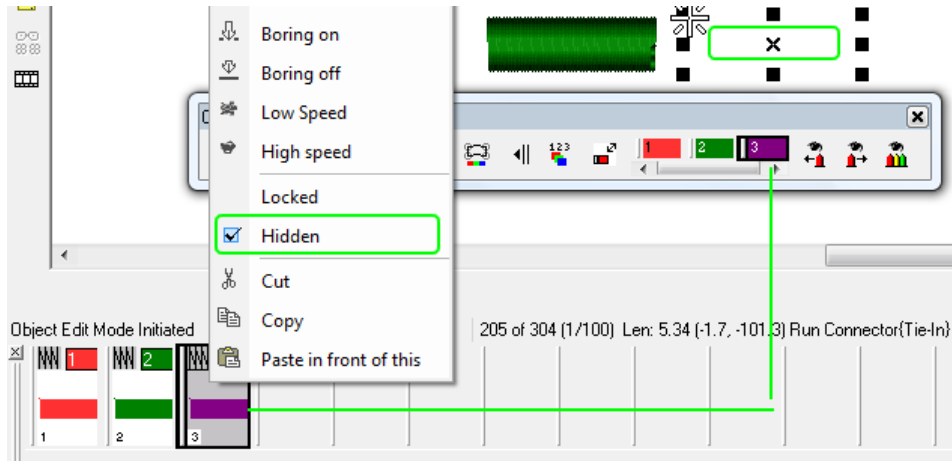 Boring on
Boring off
Low Speed
High speed
Locked
Hidden
Cut
Copy
Paste in front of this
123
1 2 3
Object Edit Mode Initiated
205 of 304 (1/100) Len: 5.34 (-1.7, -101.3) Run Connector{Tie-In}
1 2
1 2 3